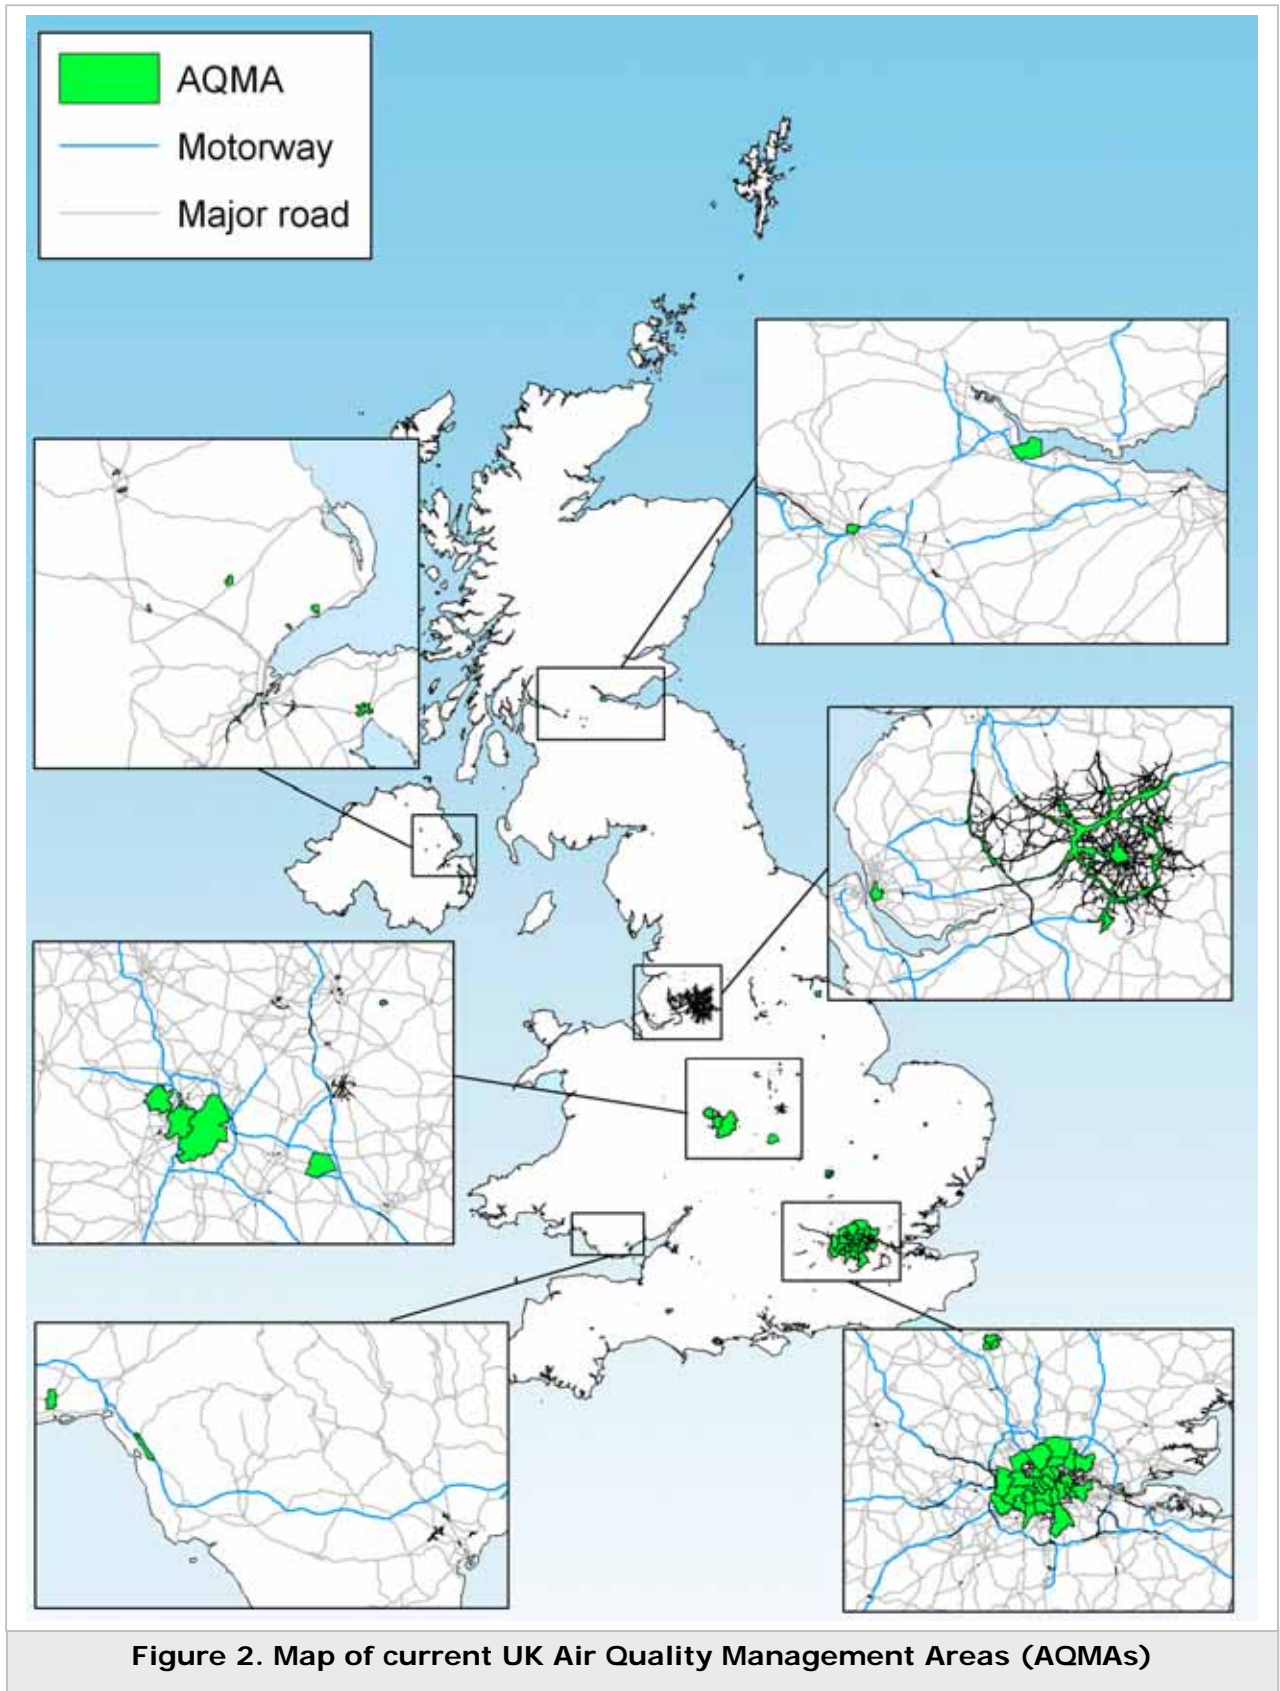 AQMA
Motorway
Major road
Figure 2. Map of current UK Air Quality Management Areas (AQMAs)